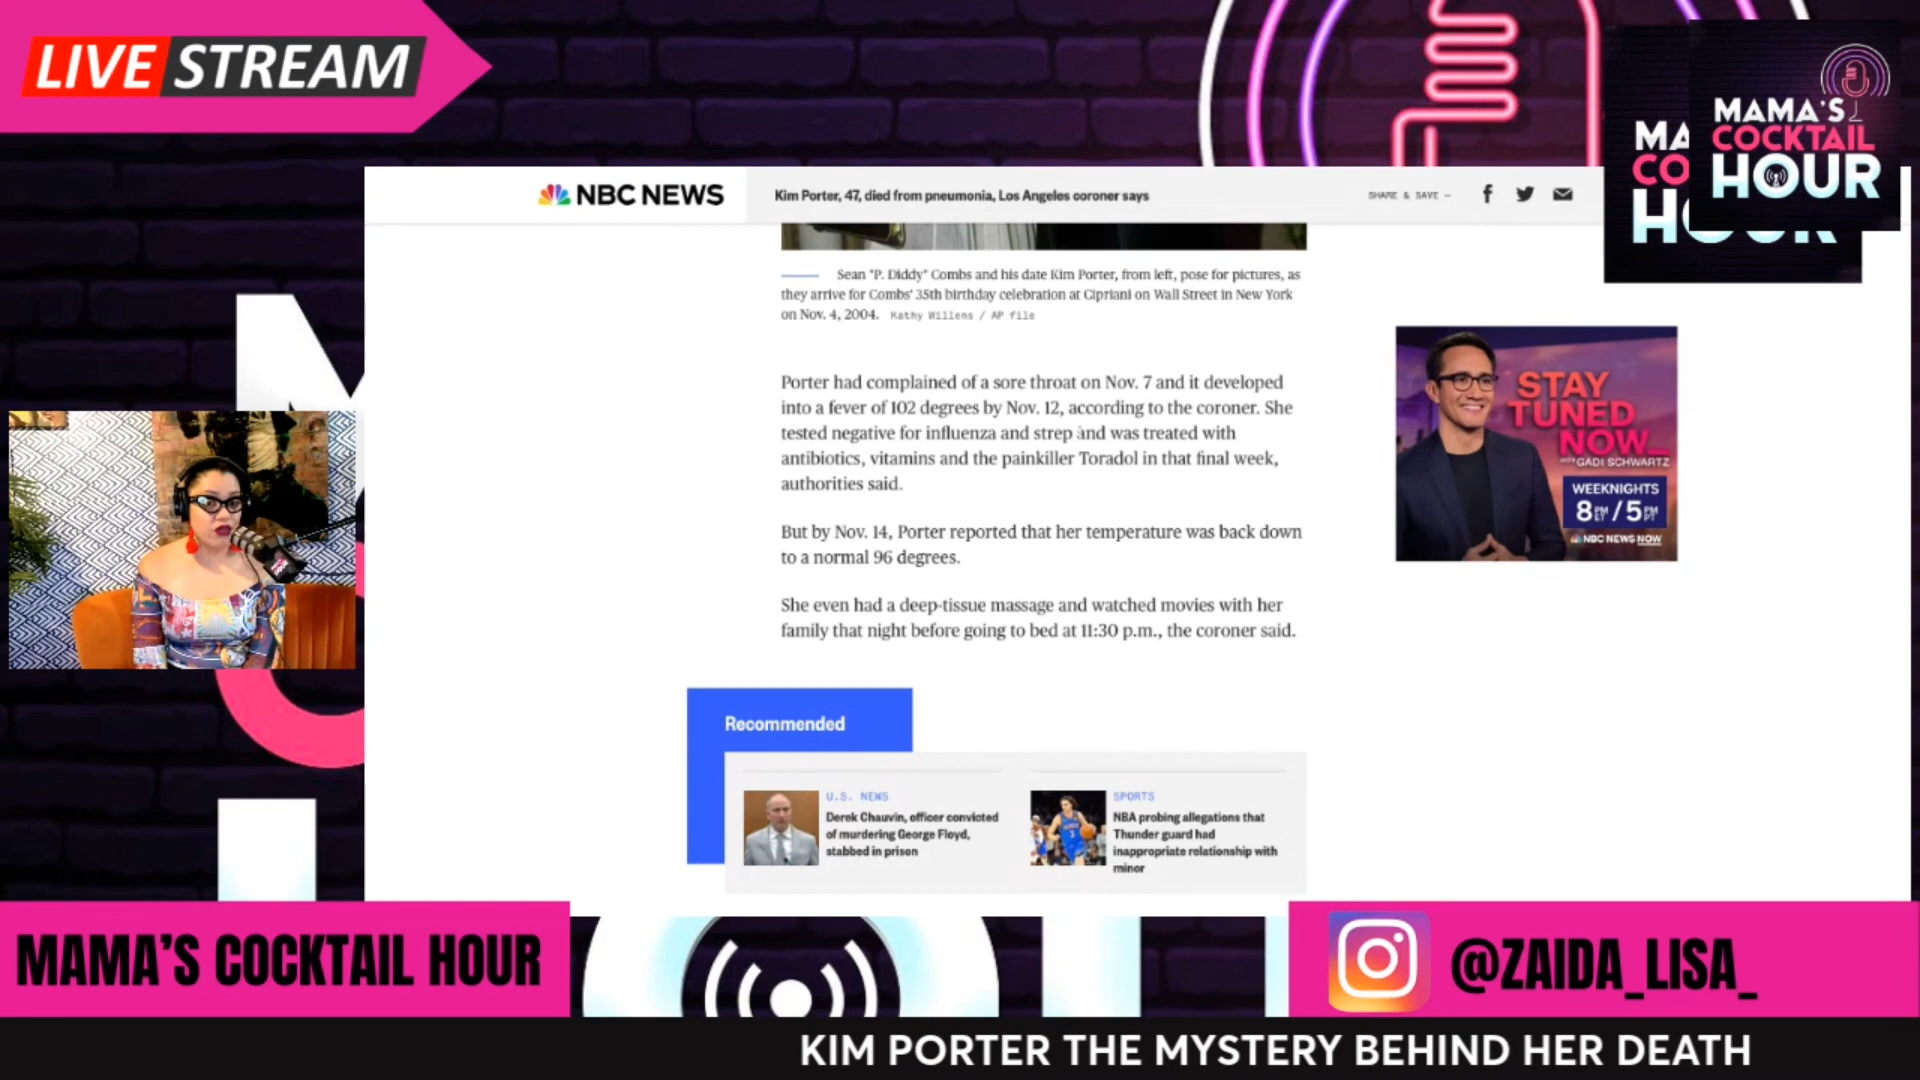 LIVE STREAM
MAMA'S
COCKTAIL
HOUR
MA
CO
NBC NEWS
Kim Porter, 47, died from pneumonia, Los Angeles coroner says
SHARE & SAVE —
Sean "P. Diddy" Combs and his date Kim Porter, from left, pose for pictures, as
they arrive for Combs' 35th birthday celebration at Cipriani on Wall Street in New York
on Nov. 4, 2004. Kathy Willens / AP file
Porter had complained of a sore throat on Nov. 7 and it developed
into a fever of 102 degrees by Nov. 12, according to the coroner. She
tested negative for influenza and strep and was treated with
antibiotics, vitamins and the painkiller Toradol in that final week,
authorities said.
But by Nov. 14, Porter reported that her temperature was back down
to a normal 96 degrees.
She even had a deep-tissue massage and watched movies with her
family that night before going to bed at 11:30 p.m., the coroner said.
STAY
TUNED
NOW
WITH GADI SCHWARTZ
WEEKNIGHTS
8PM ET / 5PM PT
NBC NEWS NOW
Recommended
U.S. NEWS
Derek Chauvin, officer convicted
of murdering George Floyd,
stabbed in prison
SPORTS
NBA probing allegations that
Thunder guard had
inappropriate relationship with
minor
MAMA'S COCKTAIL HOUR
@ZAIDA_LISA_
KIM PORTER THE MYSTERY BEHIND HER DEATH